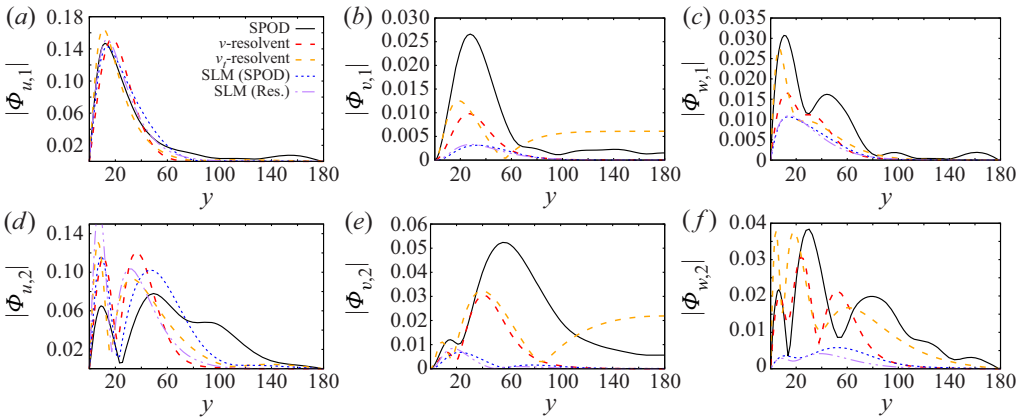 (a)
0.18
0.14
0.10
0.06
0.02
|Φu,1|
SPOD
v-resolvent
vt-resolvent
SLM (SPOD)
SLM (Res.)
20 60 100 140 180
y
(b)
0.030
0.025
0.020
0.015
0.010
0.005
0
|Φv,1|
20 60 100 140 180
y
(c)
0.035
0.030
0.025
0.020
0.015
0.010
0.005
0
|Φw,1|
20 60 100 140 180
y
(d)
0.14
0.10
0.06
0.02
|Φu,2|
20 60 100 140 180
y
(e)
0.06
0.05
0.04
0.03
0.02
0.01
0
|Φv,2|
20 60 100 140 180
y
(f)
0.04
0.03
0.02
0.01
0
|Φw,2|
20 60 100 140 180
y